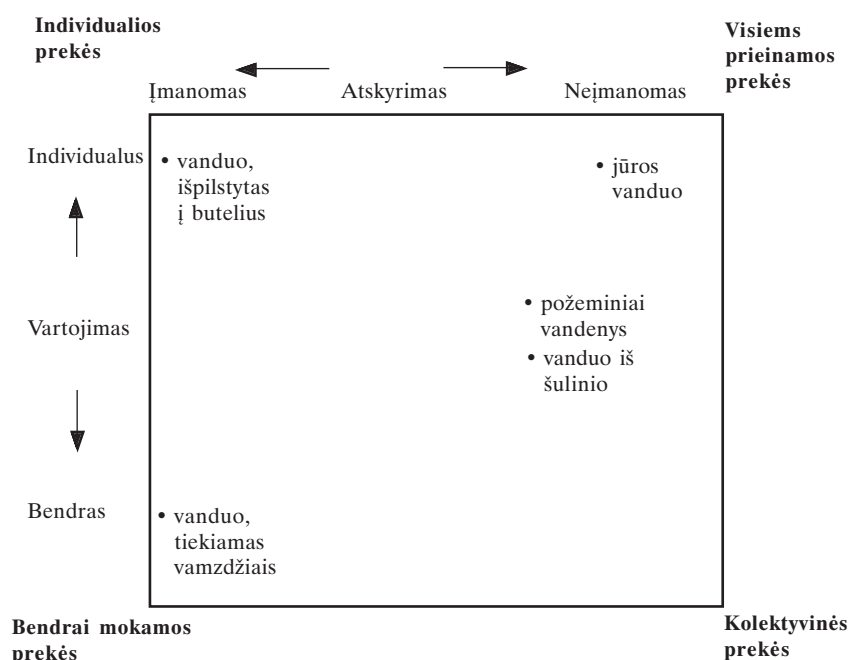 Individualios
prekės
Visiems
prieinamos
prekės
Įmanomas
Atskyrimas
Neįmanomas
Individualus
• vanduo,
išpilstytas
į butelius
• jūros
vanduo
Vartojimas
• požeminiai
vandenys
• vanduo iš
šulinio
Bendras
• vanduo,
tiekiamas
vamzdžiais
Bendrai mokamos
prekės
Kolektyvinės
prekės